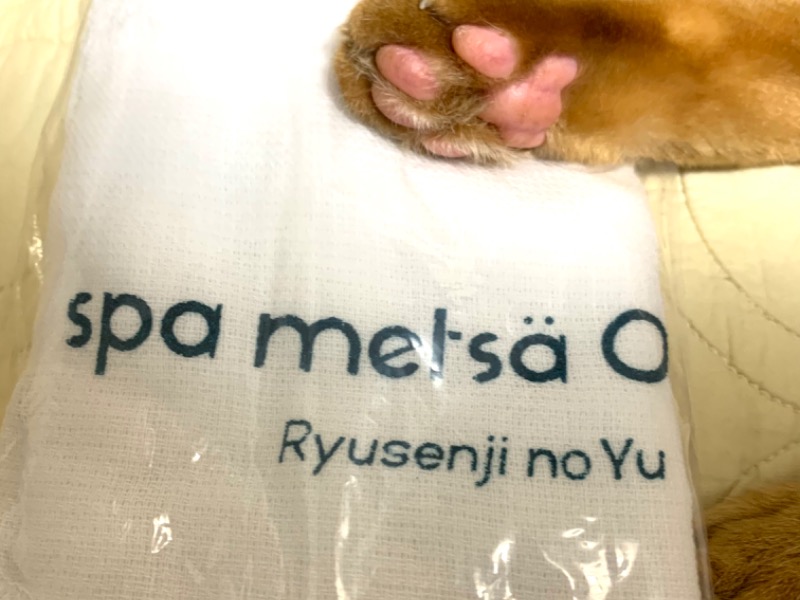 spa metsä O
Ryusenji no Yu